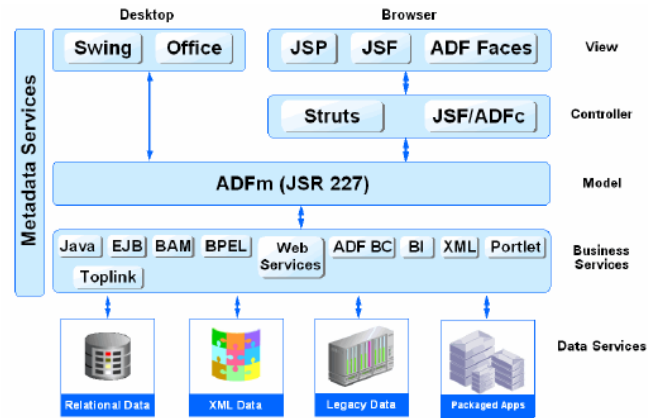 Desktop
Browser
Swing
Office
JSP
JSF
ADF Faces
View
Metadata Services
Struts
JSF/ADFc
Controller
ADFm (JSR 227)
Model
Java
EJB
BAM
BPEL
Web
Services
ADF BC
BI
XML
Portlet
Toplink
Business
Services
Data Services
Relational Data
XML Data
Legacy Data
Packaged Apps